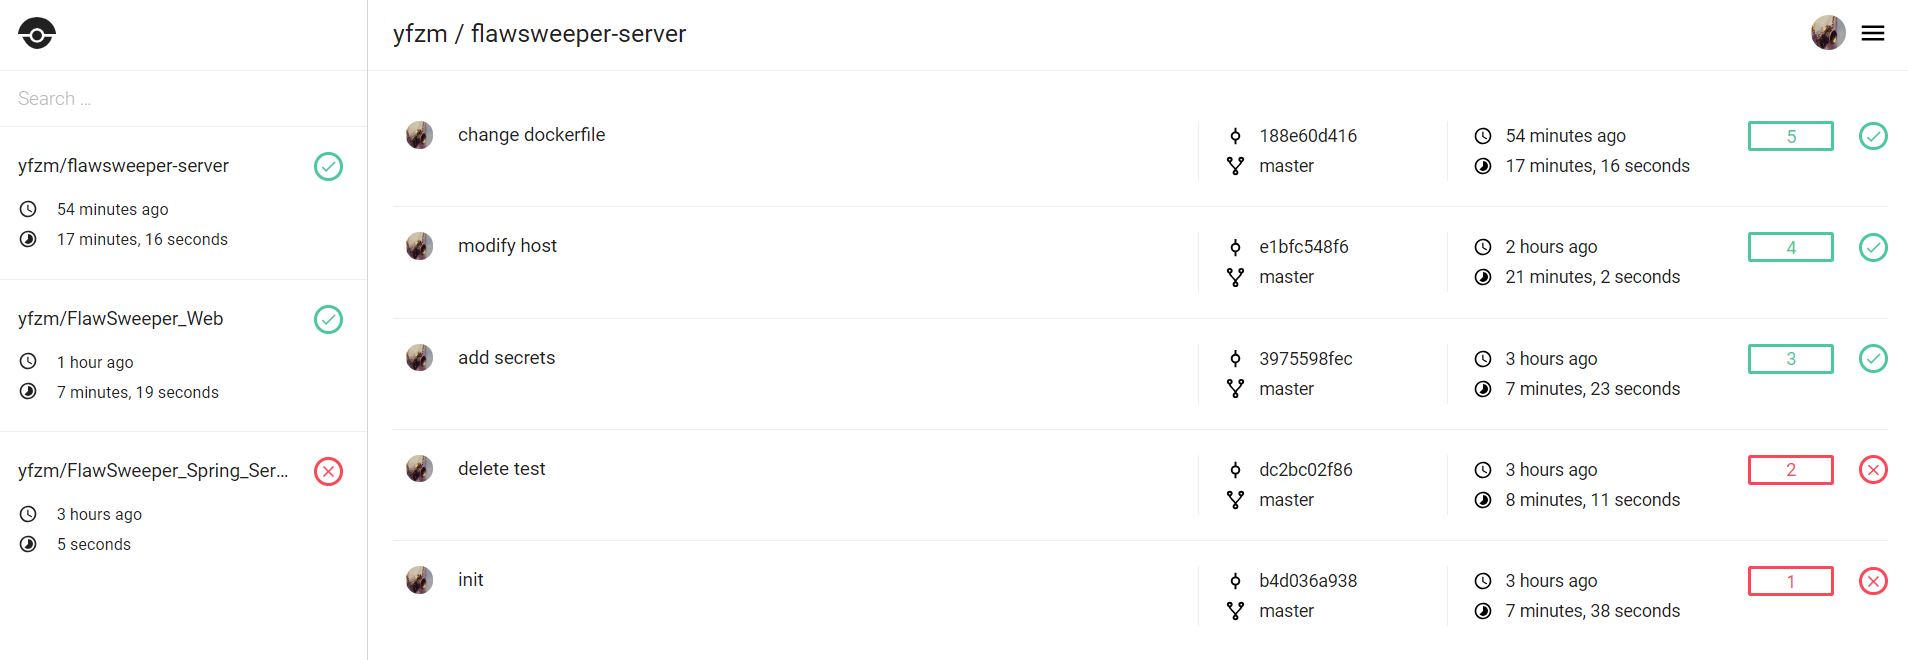 yfzm / flawsweeper-server
Search ...
yfzm/flawsweeper-server
54 minutes ago
17 minutes, 16 seconds
yfzm/FlawSweeper_Web
1 hour ago
7 minutes, 19 seconds
yfzm/FlawSweeper_Spring_Ser...
3 hours ago
5 seconds
change dockerfile
188e60d416
master
54 minutes ago
17 minutes, 16 seconds
5
modify host
e1bfc548f6
master
2 hours ago
21 minutes, 2 seconds
4
add secrets
3975598fec
master
3 hours ago
7 minutes, 23 seconds
3
delete test
dc2bc02f86
master
3 hours ago
8 minutes, 11 seconds
2
init
b4d036a938
master
3 hours ago
7 minutes, 38 seconds
1